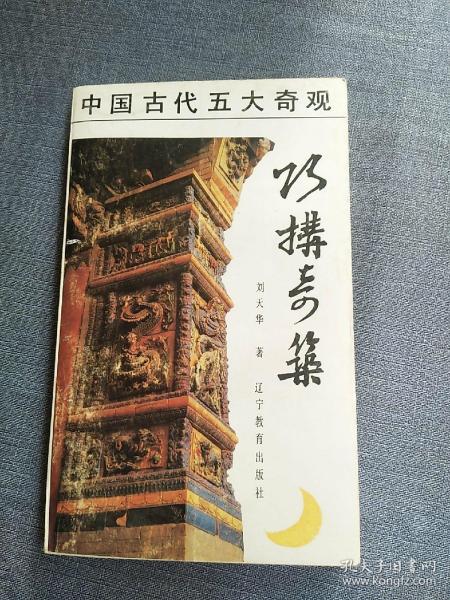 中国古代五大奇观
巧構奇築
刘天华 著 辽宁教育出版社
孔夫子旧书网
www.kongfz.com